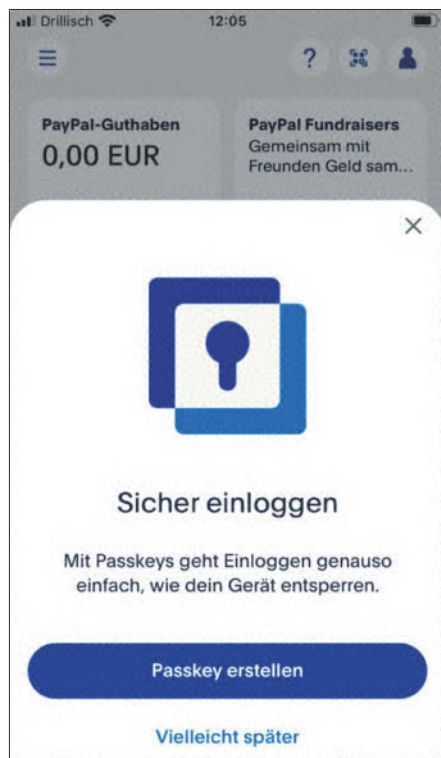 Drillisch
12:05
?
PayPal-Guthaben
0,00 EUR
PayPal Fundraisers
Gemeinsam mit
Freunden Geld sam...
Sicher einloggen
Mit Passkeys geht Einloggen genauso
einfach, wie dein Gerät entsperren.
Passkey erstellen
Vielleicht später